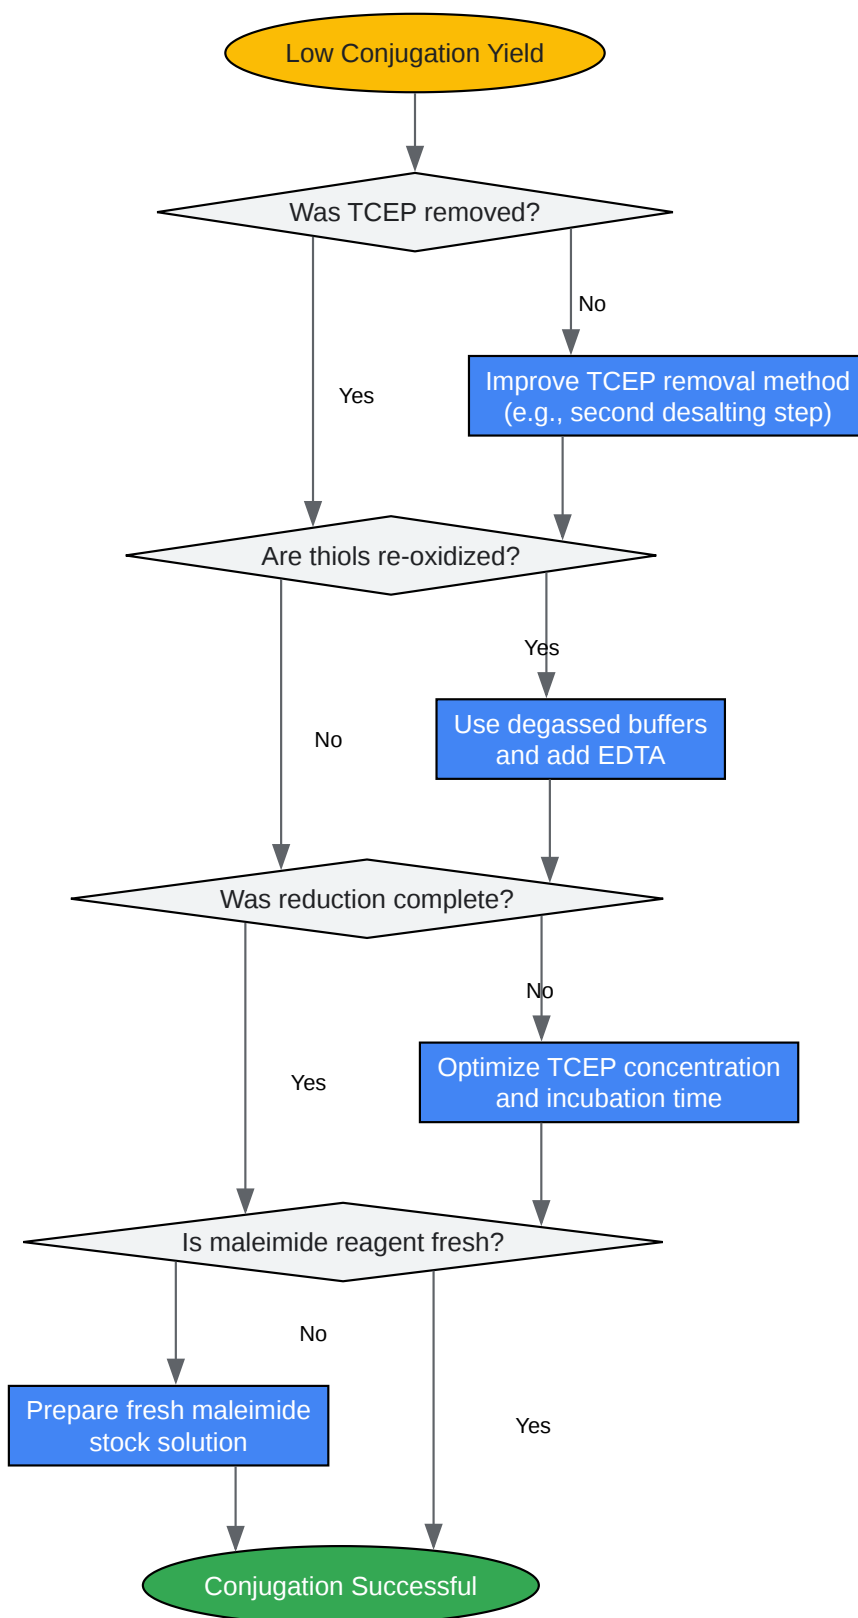 Low Conjugation Yield
Was TCEP removed?
No
Improve TCEP removal method
(e.g., second desalting step)
Yes
Are thiols re-oxidized?
Yes
Use degassed buffers
and add EDTA
No
Was reduction complete?
No
Optimize TCEP concentration
and incubation time
Yes
Is maleimide reagent fresh?
No
Prepare fresh maleimide
stock solution
Yes
Conjugation Successful